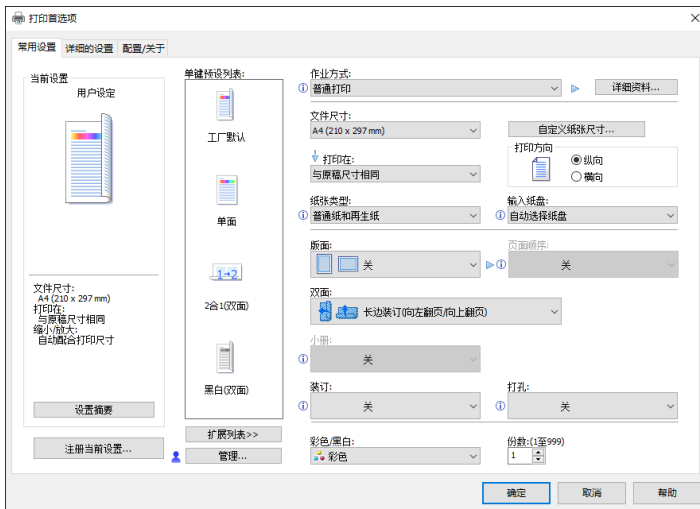 打印首选项
常用设置 详细的设置 配置/关于
当前设置
用户设定
文件尺寸:
A4 (210 x 297 mm)
打印在:
与原稿尺寸相同
缩小/放大:
自动配合打印尺寸
设置摘要
注册当前设置...
单键预设列表:
工厂默认
单面
1→2
2合1(双面)
黑白(双面)
扩展列表>>
管理...
作业方式:
普通打印
详细资料...
文件尺寸:
A4 (210 x 297 mm)
自定义纸张尺寸...
打印在:
与原稿尺寸相同
打印方向
纵向
横向
纸张类型:
普通纸和再生纸
输入纸盘:
自动选择纸盘
版面:
关
页面顺序:
关
双面:
长边装订(向左翻页/向上翻页)
小册:
关
装订:
关
打孔:
关
彩色/黑白:
彩色
份数:(1至999)
1
确定 取消 帮助